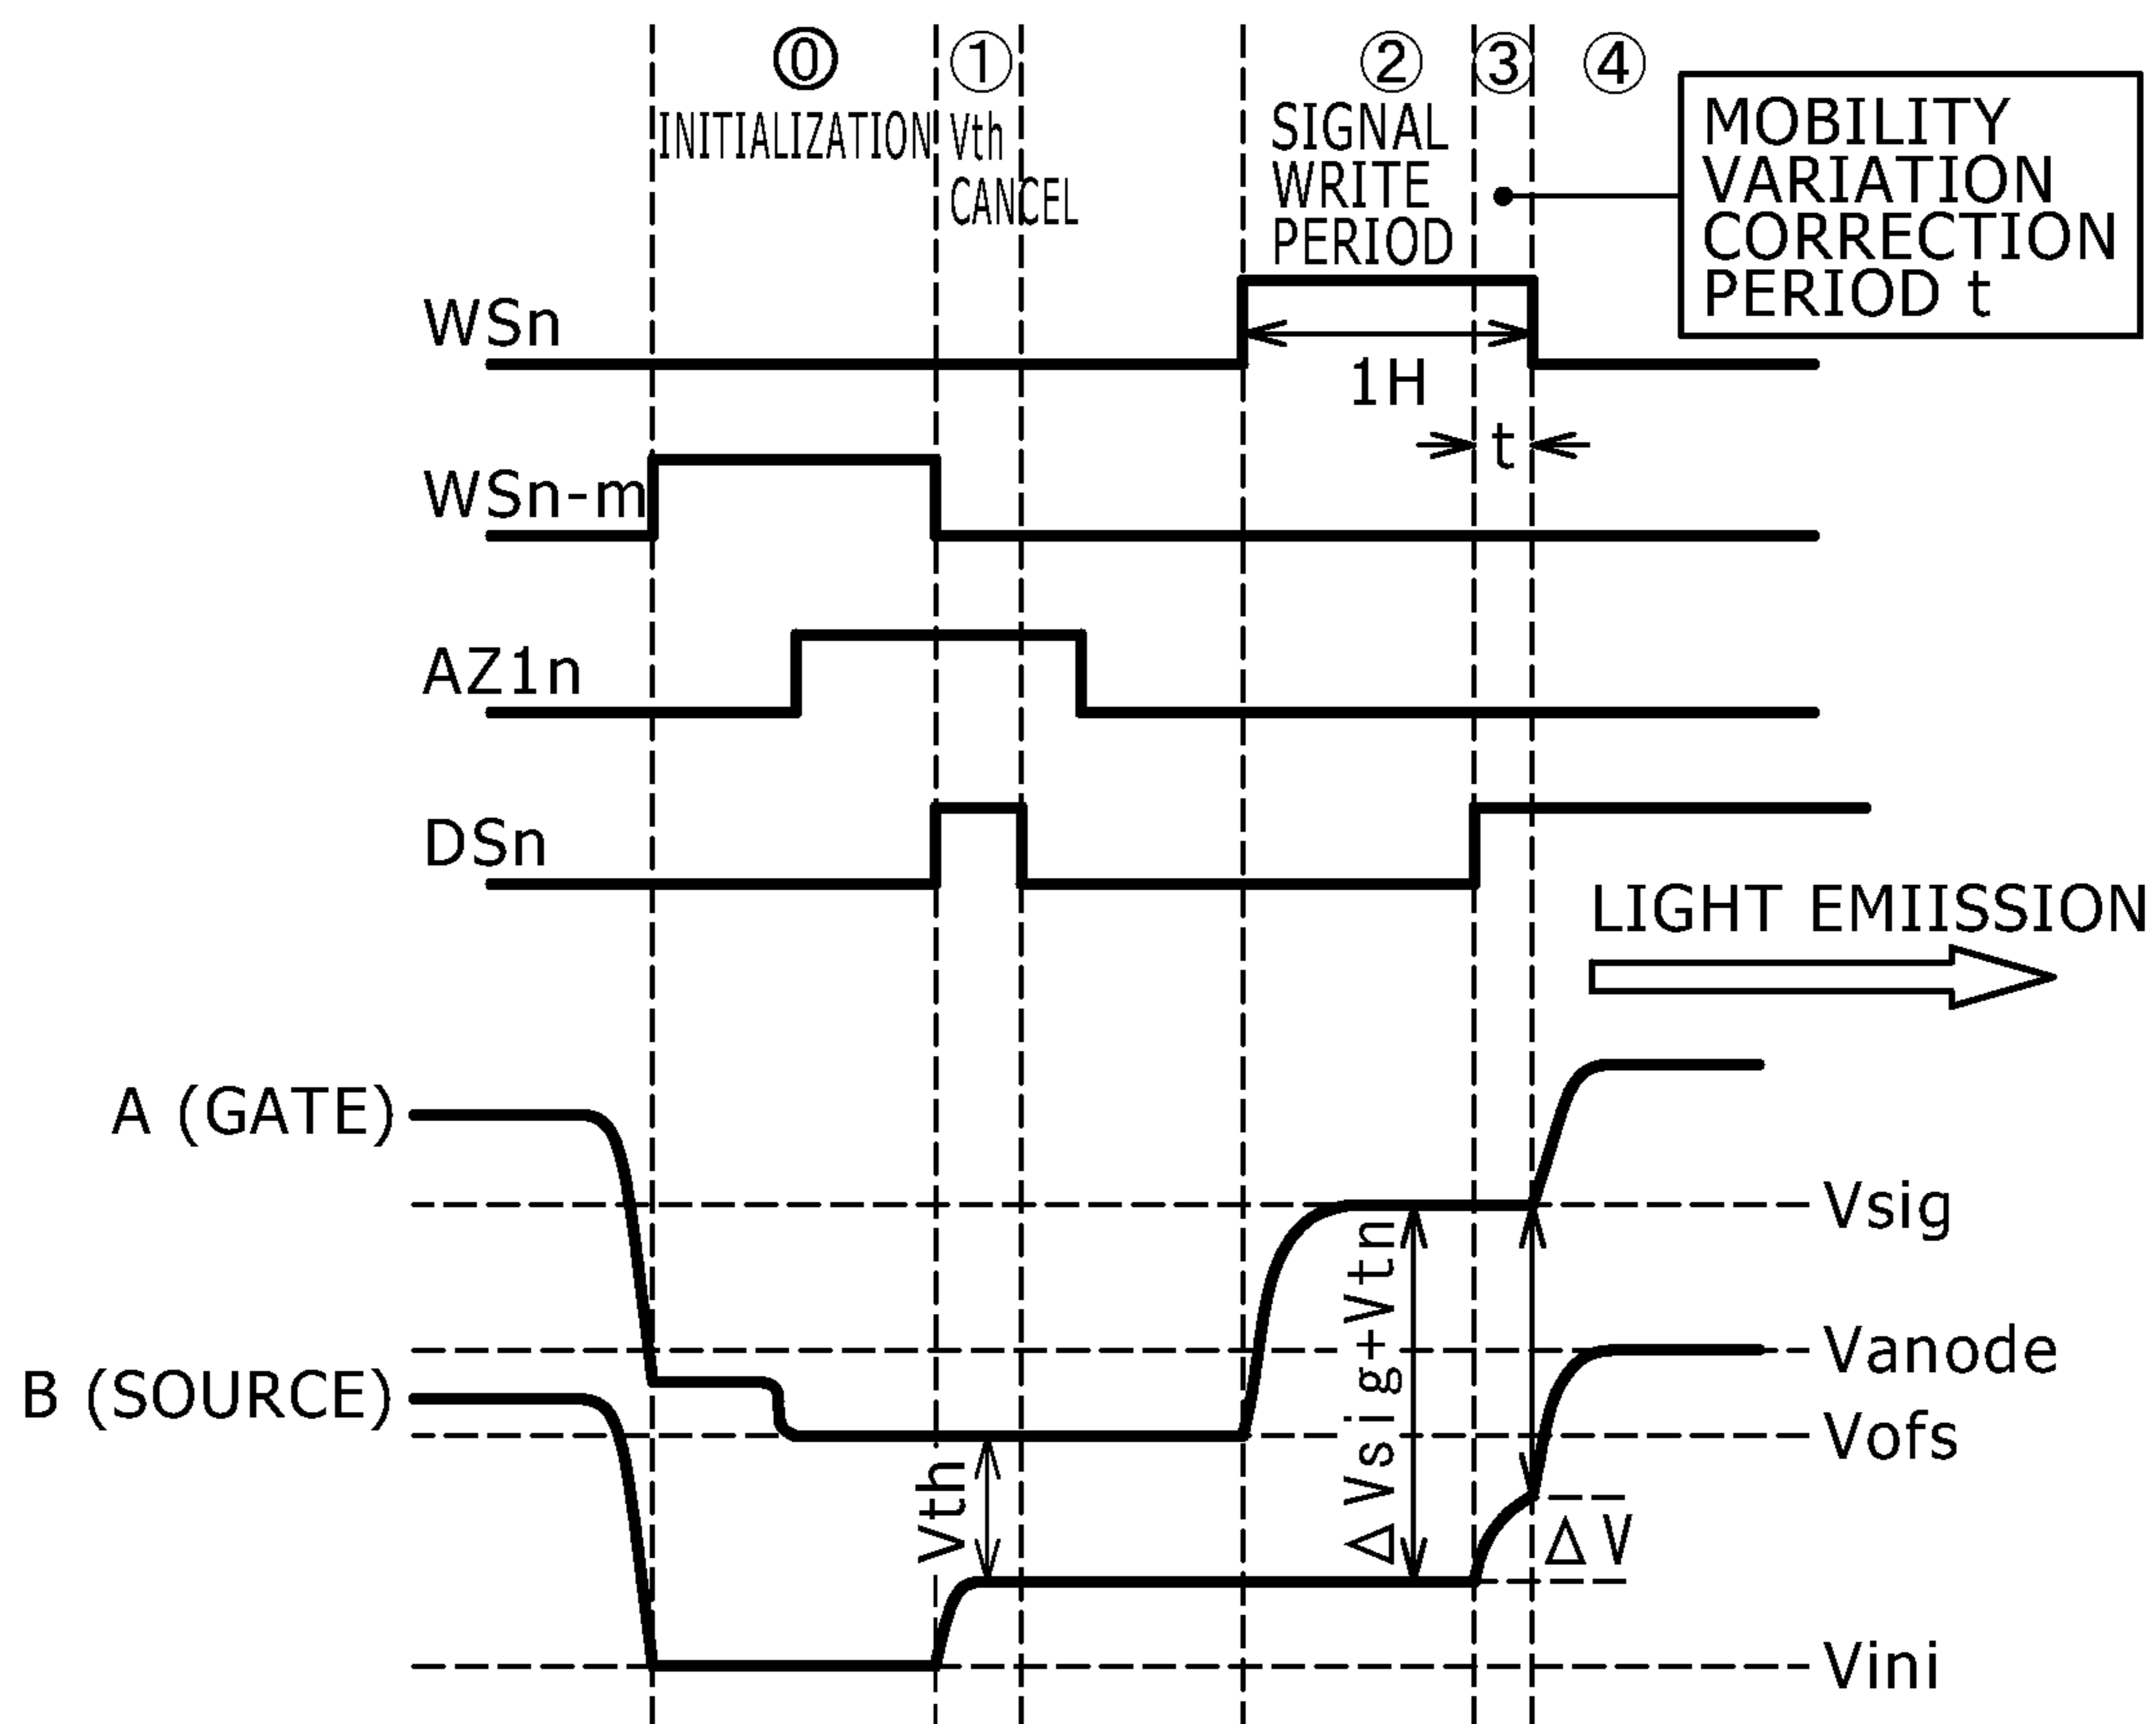 ⓪
①
②
③
④
INITIALIZATION
Vth
CANCEL
SIGNAL
WRITE
PERIOD
MOBILITY
VARIATION
CORRECTION
PERIOD t
WSn
1H
t
WSn-m
AZ1n
DSn
LIGHT EMIISSION
A (GATE)
Vsig
ΔVsig+Vtn
Vanode
B (SOURCE)
Vofs
Vth
ΔV
Vini